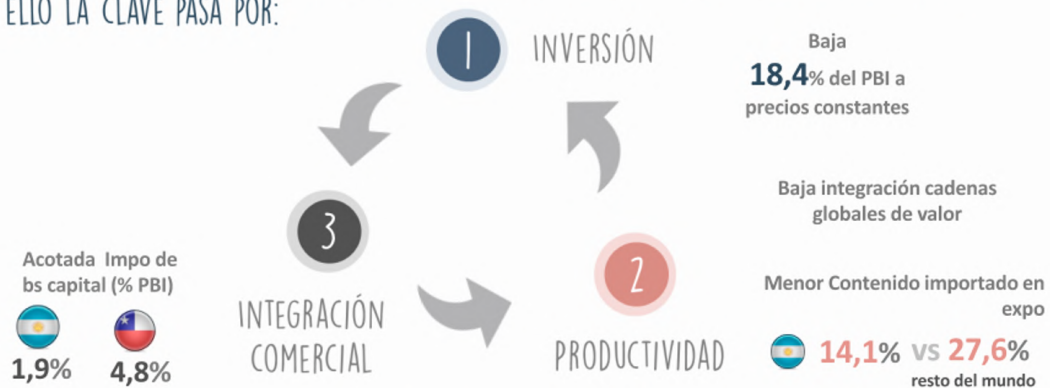 ELLO LA CLAVE PASA POR:
1
INVERSIÓN
Baja
18,4% del PBI a
precios constantes
3
INTEGRACIÓN
COMERCIAL
Acotada Impo de
bs capital (% PBI)
1,9% 4,8%
2
PRODUCTIVIDAD
Baja integración cadenas
globales de valor
Menor Contenido importado en
expo
14,1% vs 27,6%
resto del mundo